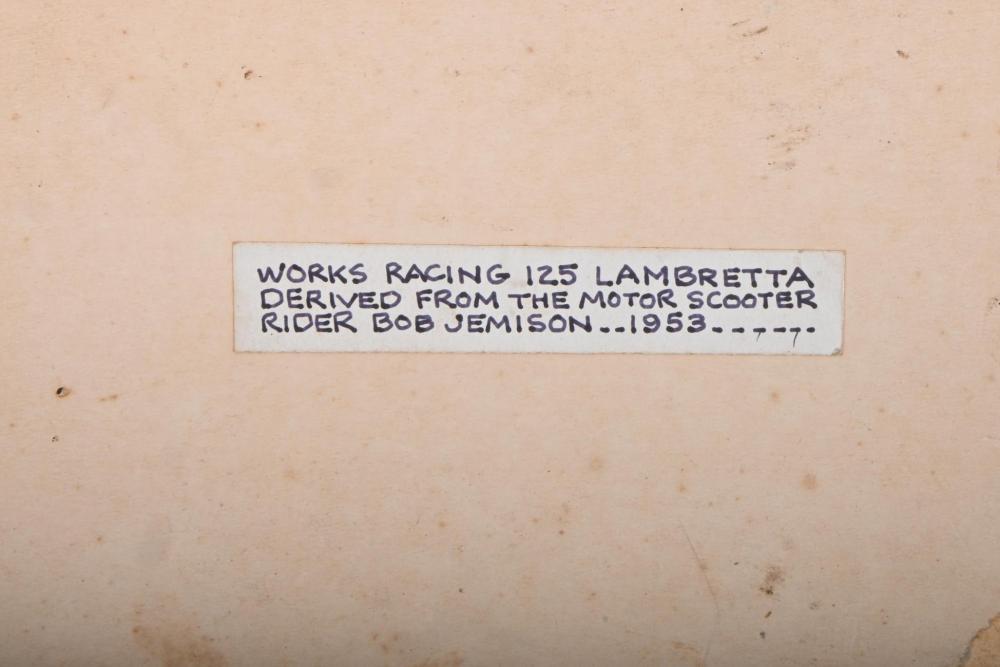 WORKS RACING 125 LAMBRETTA
DERIVED FROM THE MOTOR SCOOTER
RIDER BOB JEMISON..1953.......